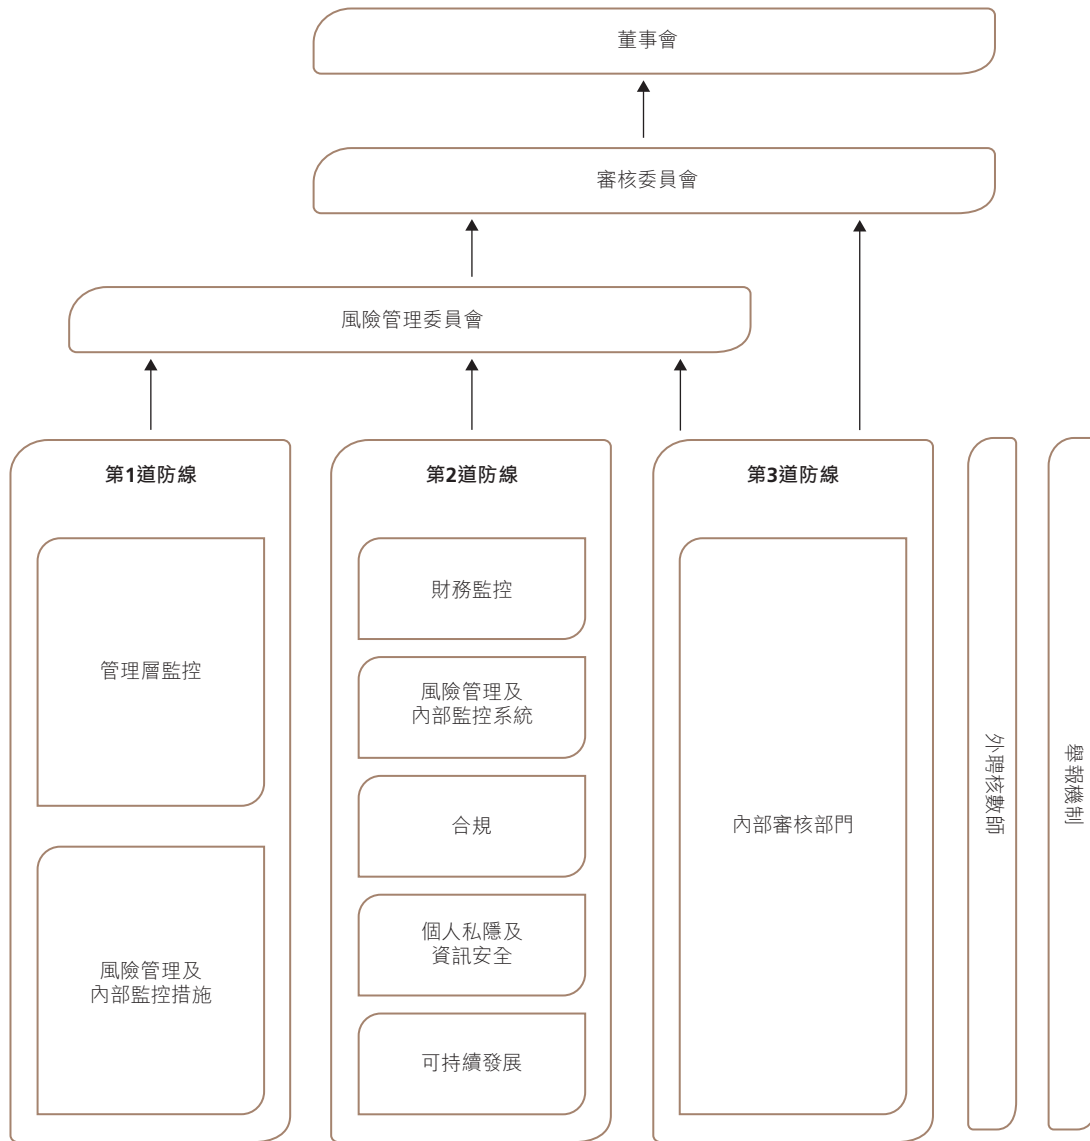 董事會
審核委員會
風險管理委員會
第1道防線
管理層監控
風險管理及
內部監控措施
第2道防線
財務監控
風險管理及
內部監控系統
合規
個人私隱及
資訊安全
可持續發展
第3道防線
內部審核部門
外聘核數師
舉報機制